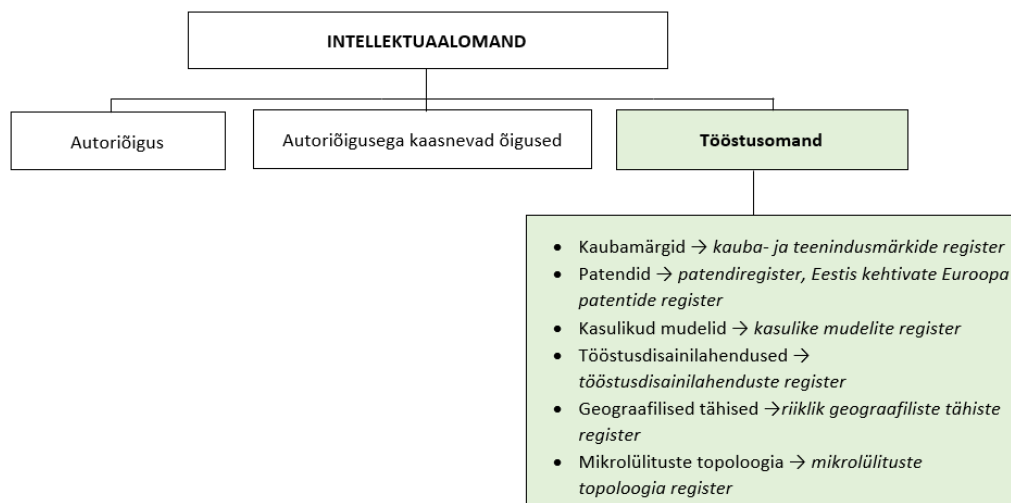 INTELLEKTUAALOMAND
Autoriõigus
Autoriõigusega kaasnevad õigused
Tööstusomand
• Kaubamärgid → kauba- ja teenindusmärkide register
• Patendid → patendiregister, Eestis kehtivate Euroopa
patentide register
• Kasulikud mudelid → kasulike mudelite register
• Tööstusdisainilahendused →
tööstusdisainilahenduste register
• Geograafilised tähised →riiklik geograafiliste tähiste
register
• Mikrolülituste topoloogia → mikrolülituste
topoloogia register